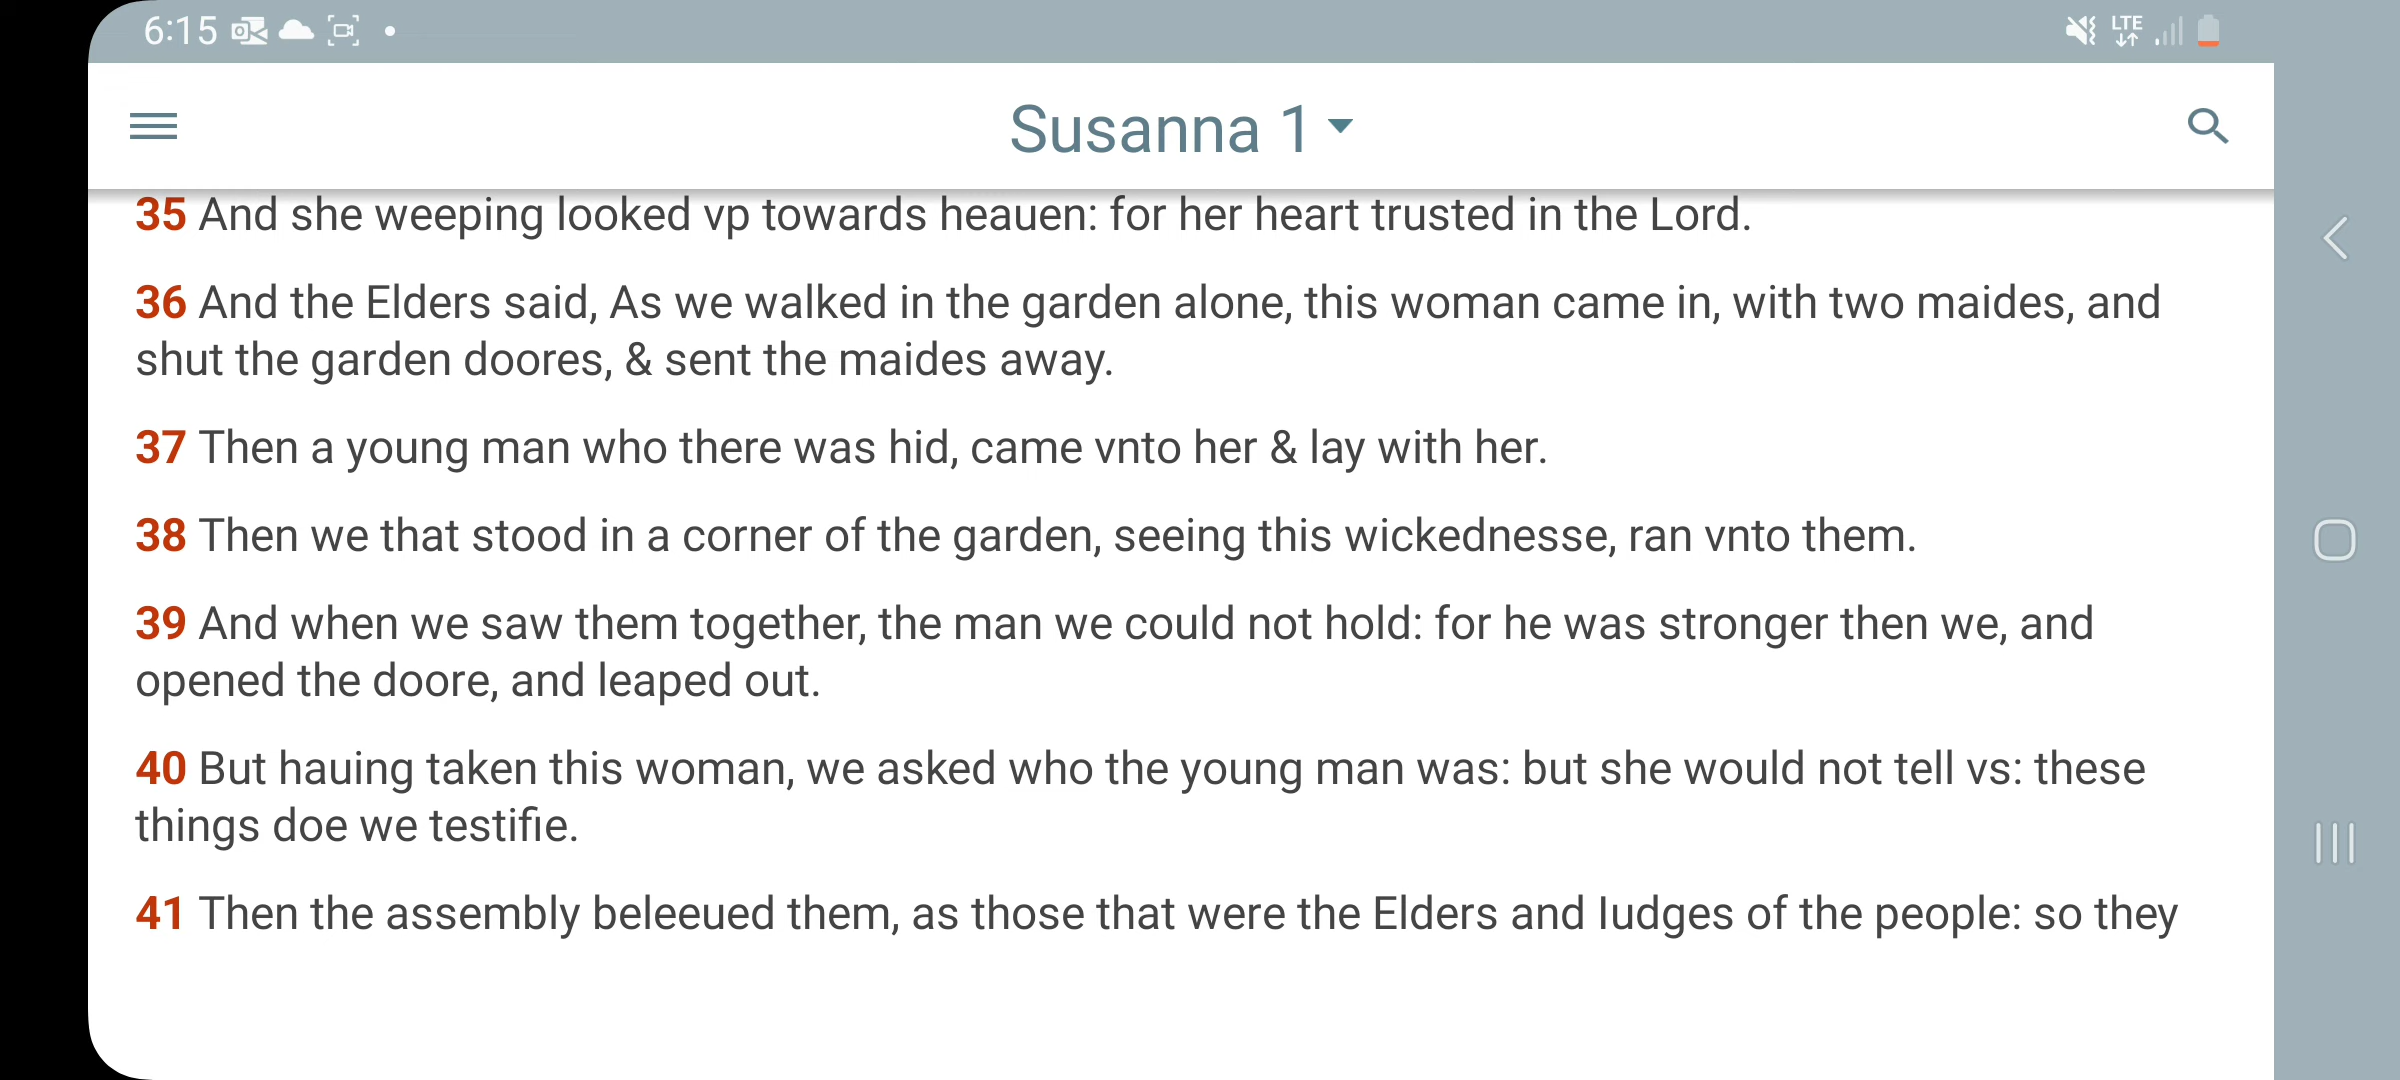 6:15
LTE
Susanna 1
35 And she weeping looked vp towards heauen: for her heart trusted in the Lord.
36 And the Elders said, As we walked in the garden alone, this woman came in, with two maides, and
shut the garden doores, & sent the maides away.
37 Then a young man who there was hid, came vnto her & lay with her.
38 Then we that stood in a corner of the garden, seeing this wickednesse, ran vnto them.
39 And when we saw them together, the man we could not hold: for he was stronger then we, and
opened the doore, and leaped out.
40 But hauing taken this woman, we asked who the young man was: but she would not tell vs: these
things doe we testifie.
41 Then the assembly beleeued them, as those that were the Elders and Iudges of the people: so they